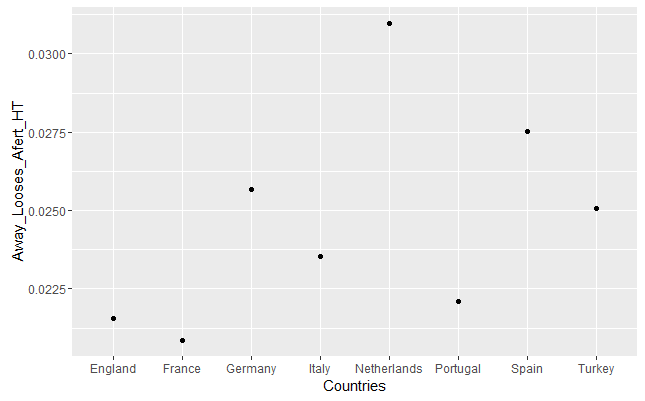 Away_Looses_Afert_HT
0.0300
0.0275
0.0250
0.0225
England France Germany Italy Netherlands Portugal Spain Turkey
Countries